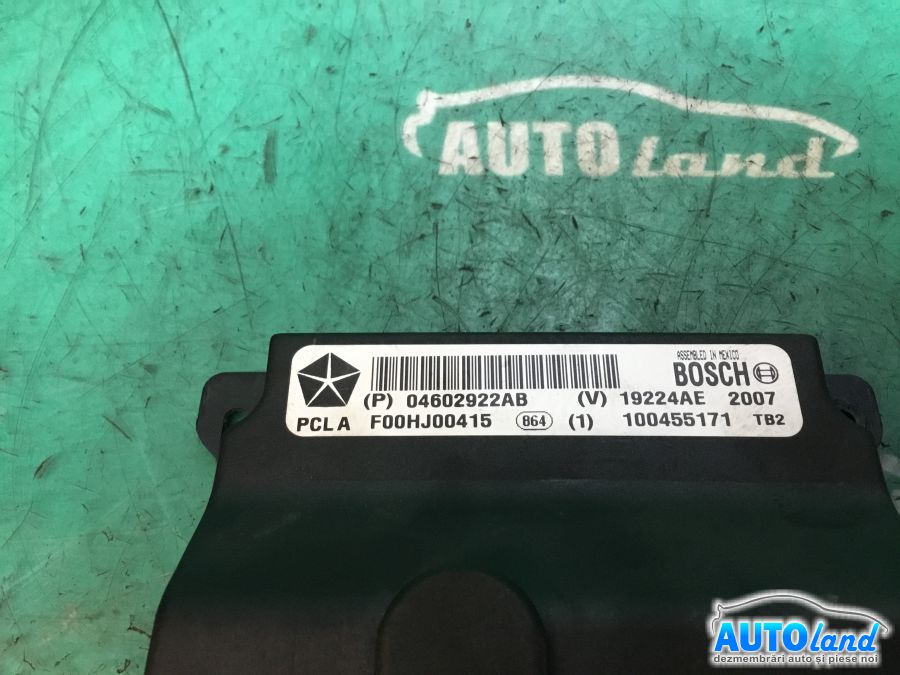 AUTO land
ASSEMBLED IN MEXICO
BOSCH
(P) 04602922AB (V) 19224AE 2007
PCL A F00HJ00415 B64 (1) 100455171 TB2
AUTOland
dezmembrări auto și piese noi